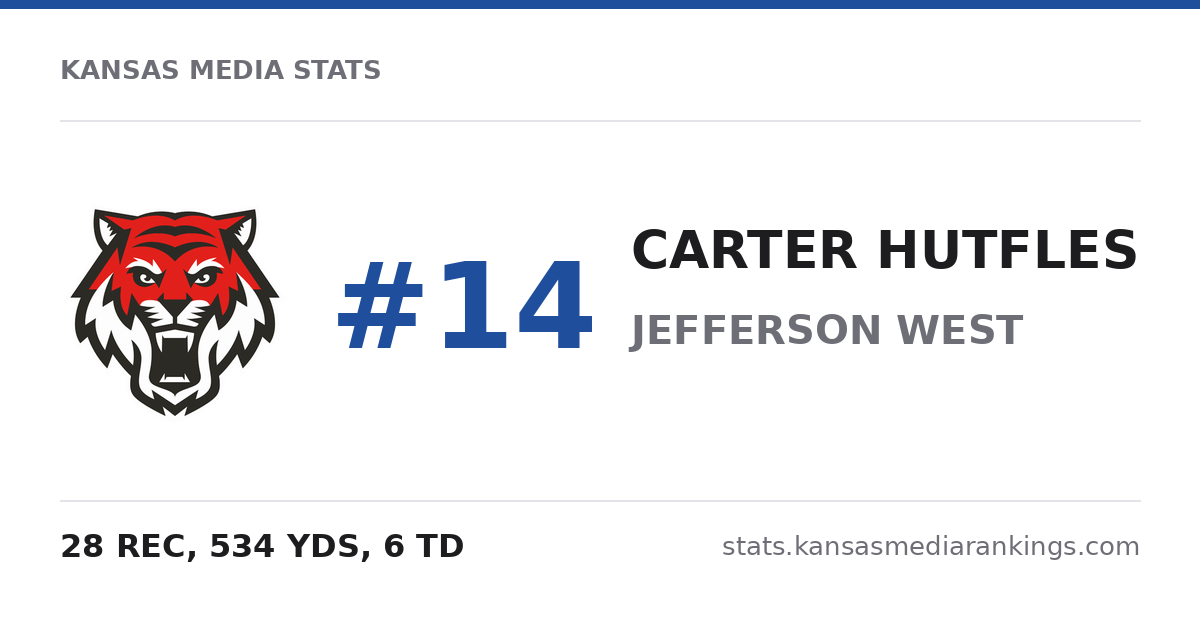 KANSAS MEDIA STATS
#14
CARTER HUTFLES
JEFFERSON WEST
28 REC, 534 YDS, 6 TD
stats.kansasmediarankings.com